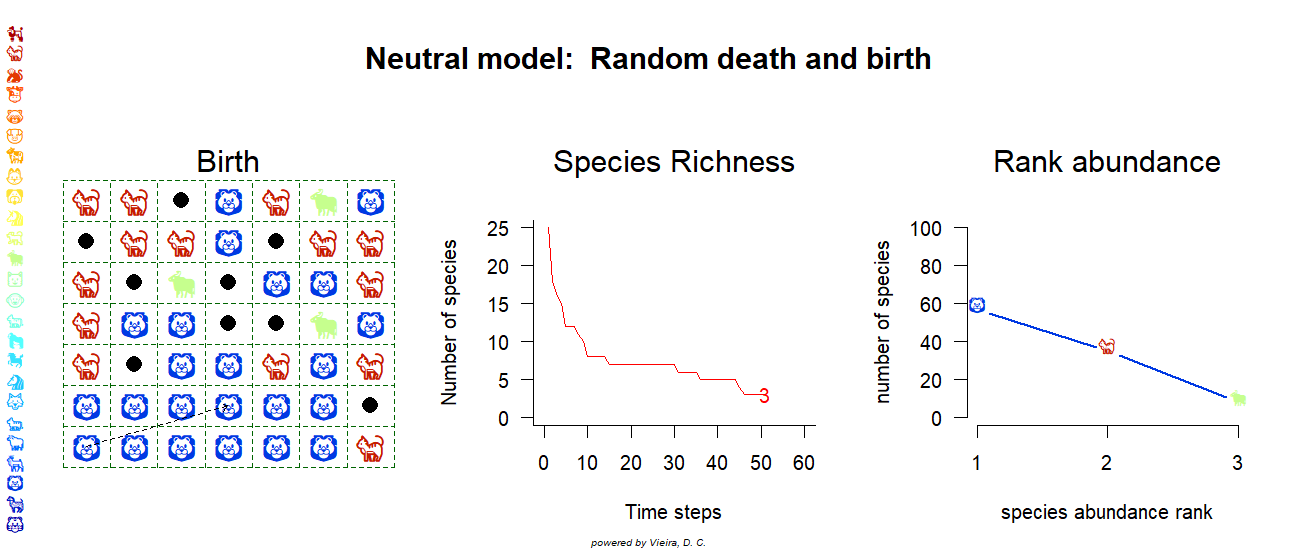 Neutral model:  Random death and birth
Birth
Species Richness
Rank abundance
Number of species
25
20
15
10
5
0
3
0 10 20 30 40 50 60
Time steps
number of species
100
80
60
40
20
0
1 2 3
species abundance rank
powered by Vieira, D. C.